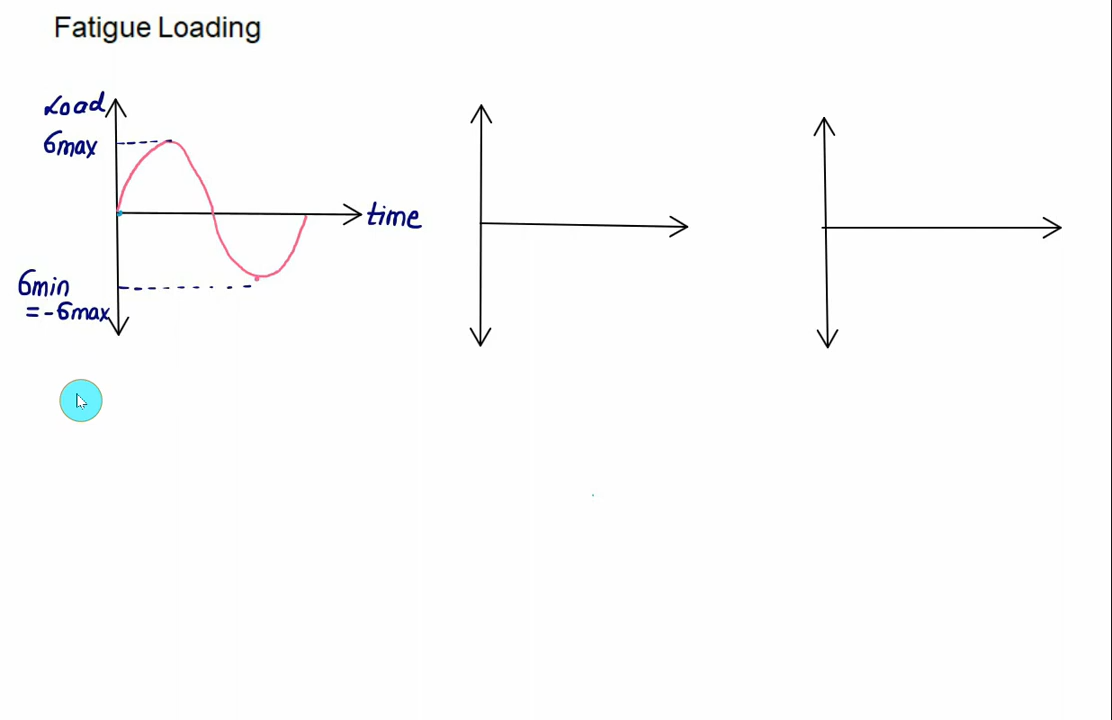 Fatigue Loading
Load
σmax
time
σmin
= -σmax